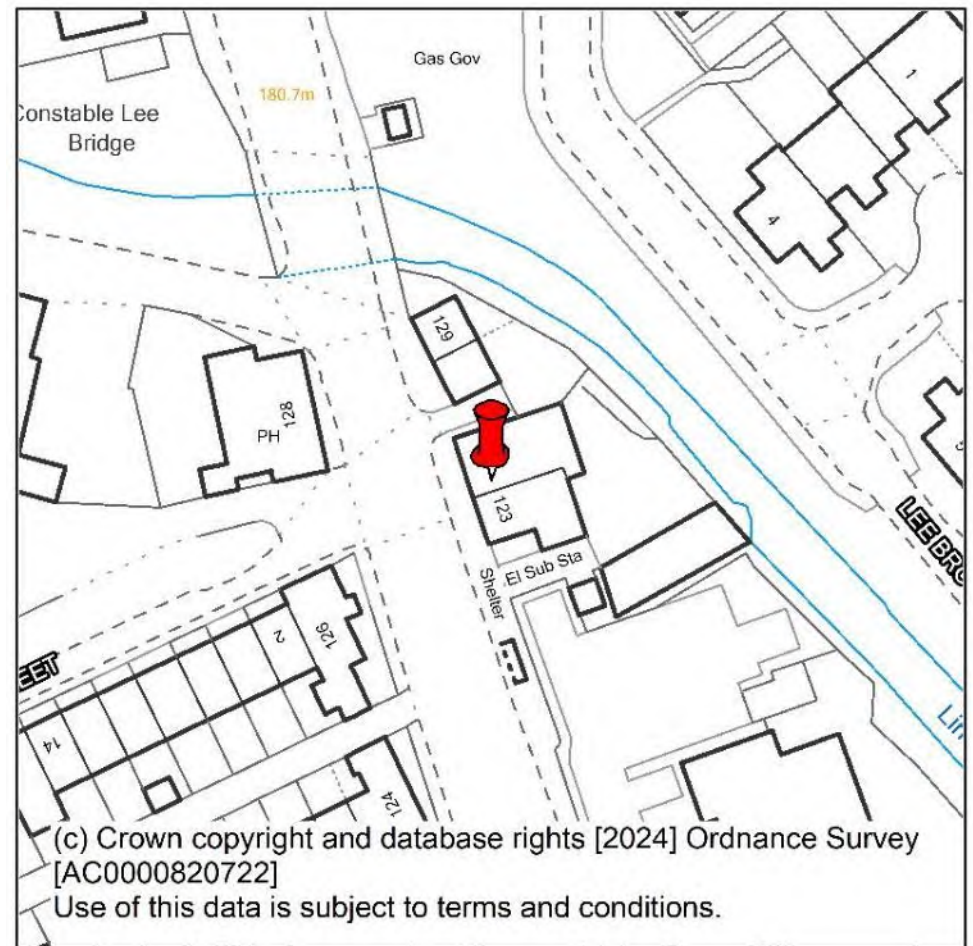 Gas Gov
180.7m
Constable Lee
Bridge
1
4
129
128
PH
123
El Sub Sta
Shelter
2
126
14
124
(c) Crown copyright and database rights [2024] Ordnance Survey
[AC0000820722]
Use of this data is subject to terms and conditions.